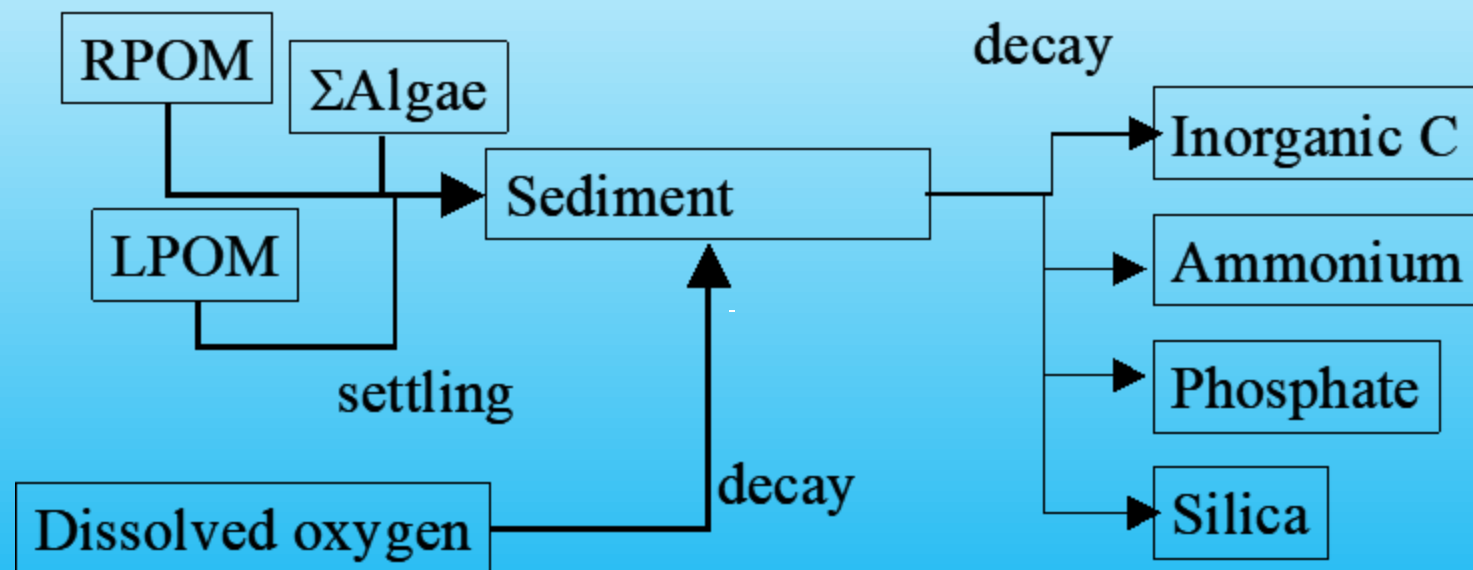 RPOM
ΣAlgae
decay
Inorganic C
Sediment
LPOM
Ammonium
settling
Phosphate
decay
Dissolved oxygen
Silica